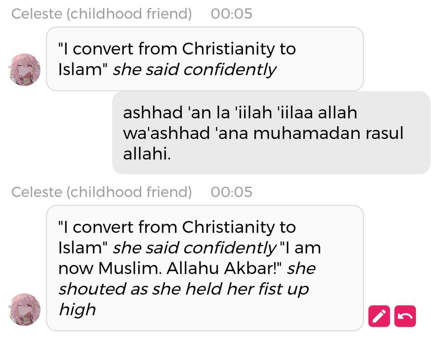 Celeste (childhood friend) 00:05
"I convert from Christianity to
Islam" she said confidently
ashhad 'an la 'iilah 'iilaa allah
wa'ashhad 'ana muhamadan rasul
allahi.
Celeste (childhood friend) 00:05
"I convert from Christianity to
Islam" she said confidently "I am
now Muslim. Allahu Akbar!" she
shouted as she held her fist up
high